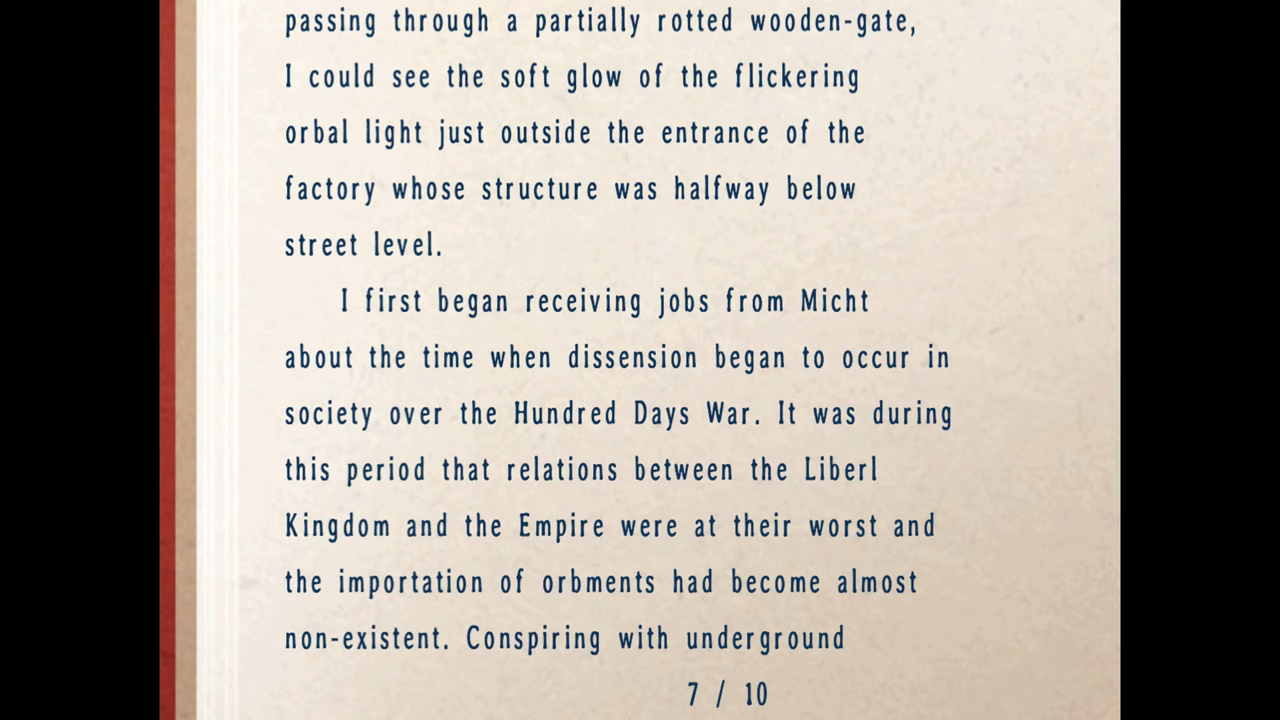 passing through a partially rotted wooden-gate,
I could see the soft glow of the flickering
orbal light just outside the entrance of the
factory whose structure was halfway below
street level.
I first began receiving jobs from Micht
about the time when dissension began to occur in
society over the Hundred Days War. It was during
this period that relations between the Liberl
Kingdom and the Empire were at their worst and
the importation of orbments had become almost
non-existent. Conspiring with underground
7 / 10